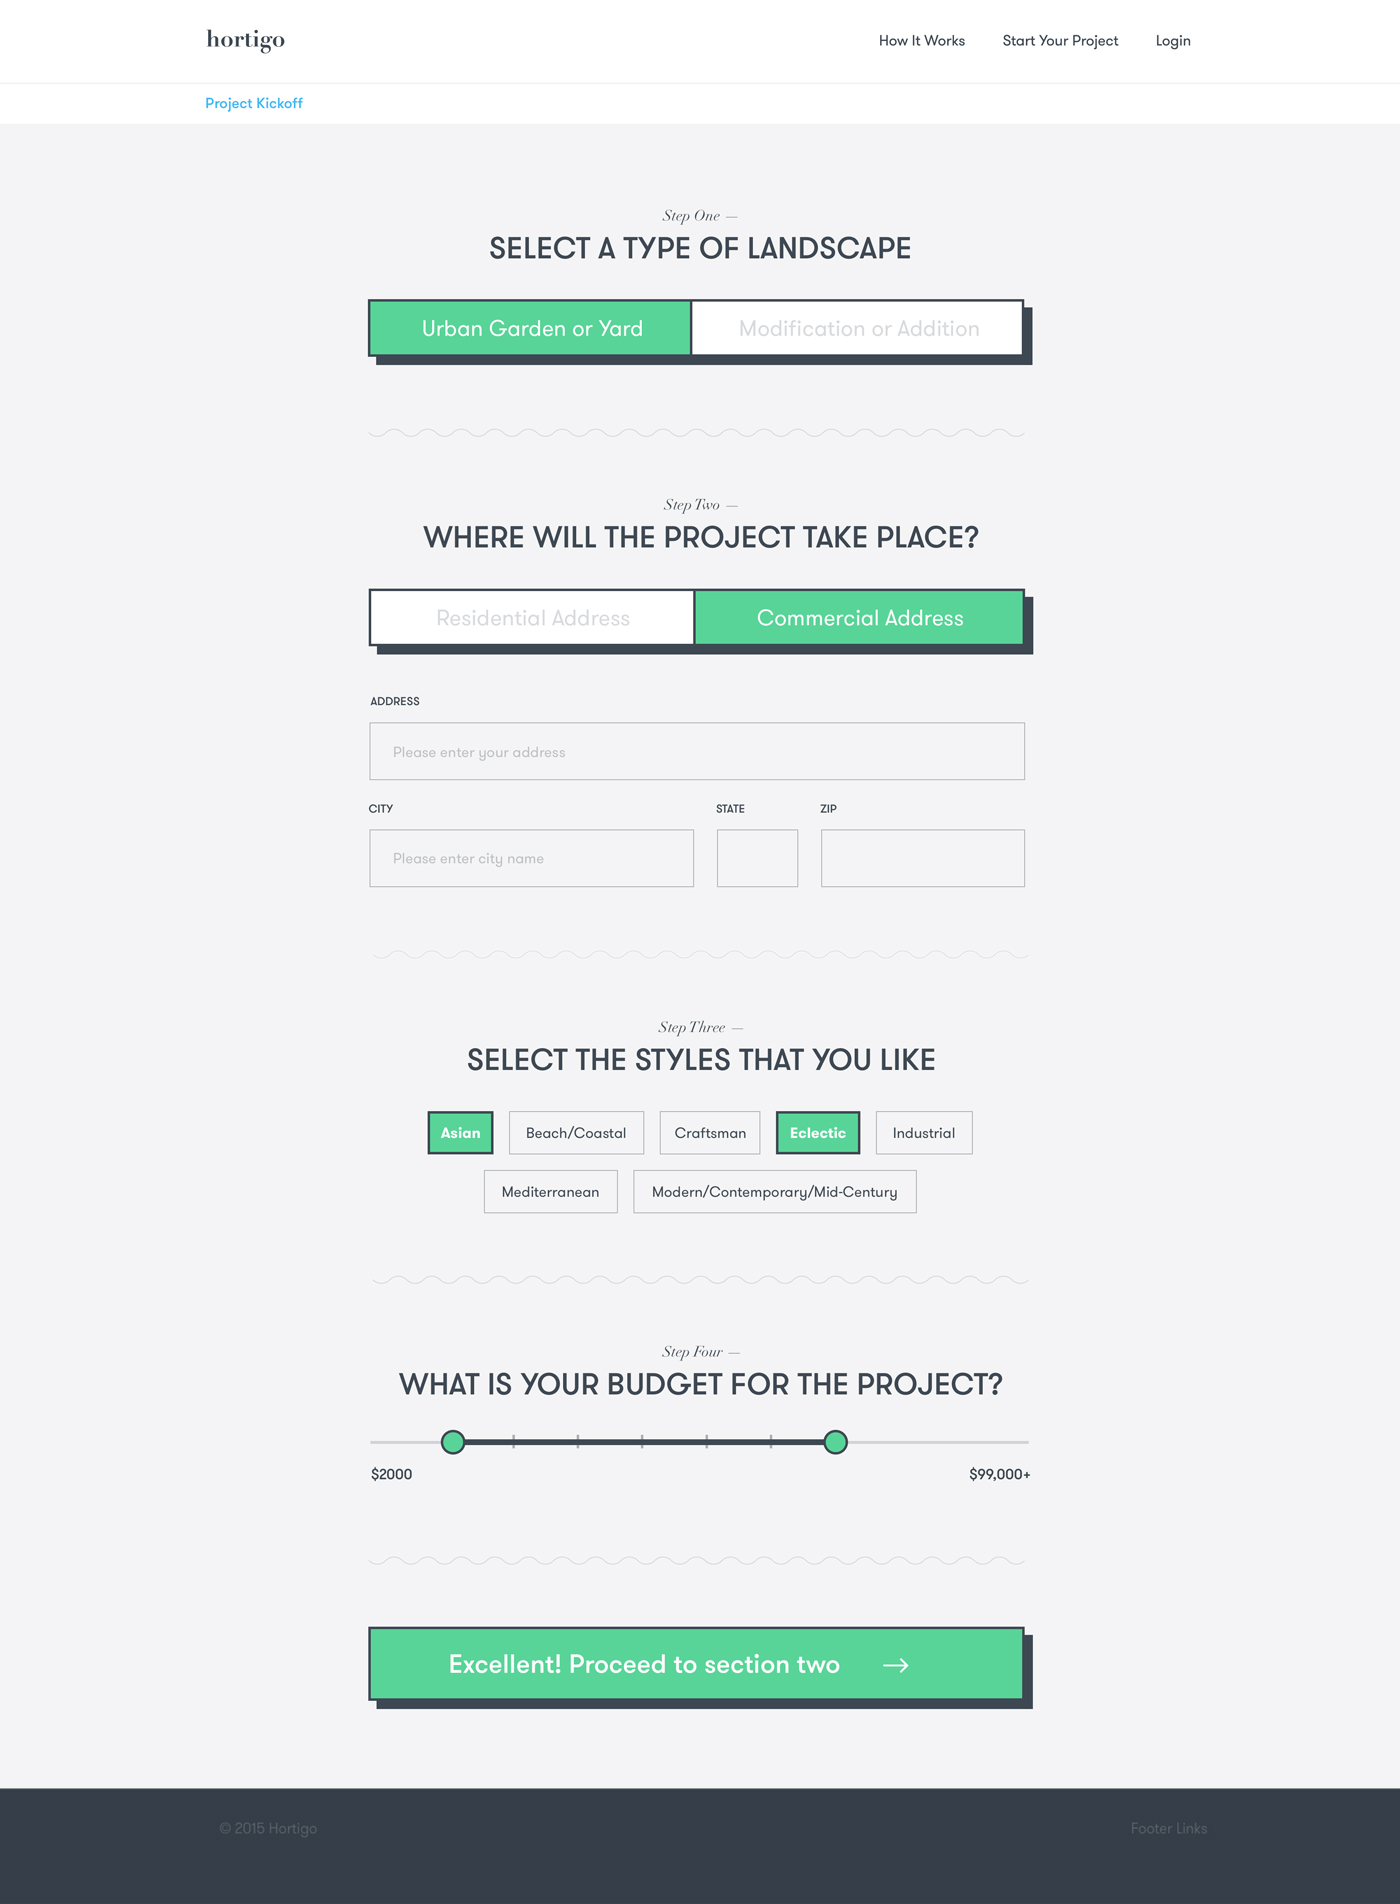 hortigo
How It Works Start Your Project Login
Project Kickoff
Step One —
SELECT A TYPE OF LANDSCAPE
Urban Garden or Yard Modification or Addition
Step Two —
WHERE WILL THE PROJECT TAKE PLACE?
Residential Address Commercial Address
ADDRESS
Please enter your address
CITY STATE ZIP
Please enter city name
Step Three —
SELECT THE STYLES THAT YOU LIKE
Asian Beach/Coastal Craftsman Eclectic Industrial
Mediterranean Modern/Contemporary/Mid-Century
Step Four —
WHAT IS YOUR BUDGET FOR THE PROJECT?
$2000 $99,000+
Excellent! Proceed to section two →
© 2015 Hortigo Footer Links